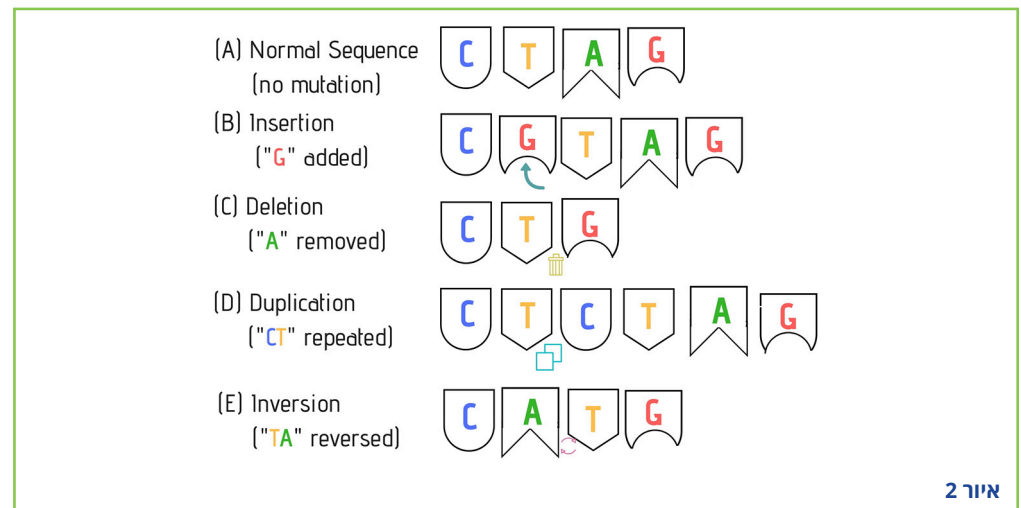 (A) Normal Sequence
(no mutation)
C T A G
(B) Insertion
("G" added)
C G T A G
(C) Deletion
("A" removed)
C T G
(D) Duplication
("CT" repeated)
C T C T A G
(E) Inversion
("TA" reversed)
C A T G
איור 2